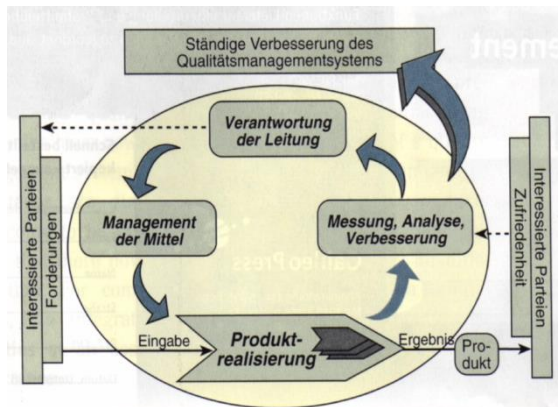 Ständige Verbesserung des
Qualitätsmanagementsystems
Verantwortung
der Leitung
Interessierte Parteien
Forderungen
Management
der Mittel
Messung, Analyse,
Verbesserung
Zufriedenheit
Interessierte Parteien
Eingabe
Produkt-
realisierung
Ergebnis
Pro-
dukt